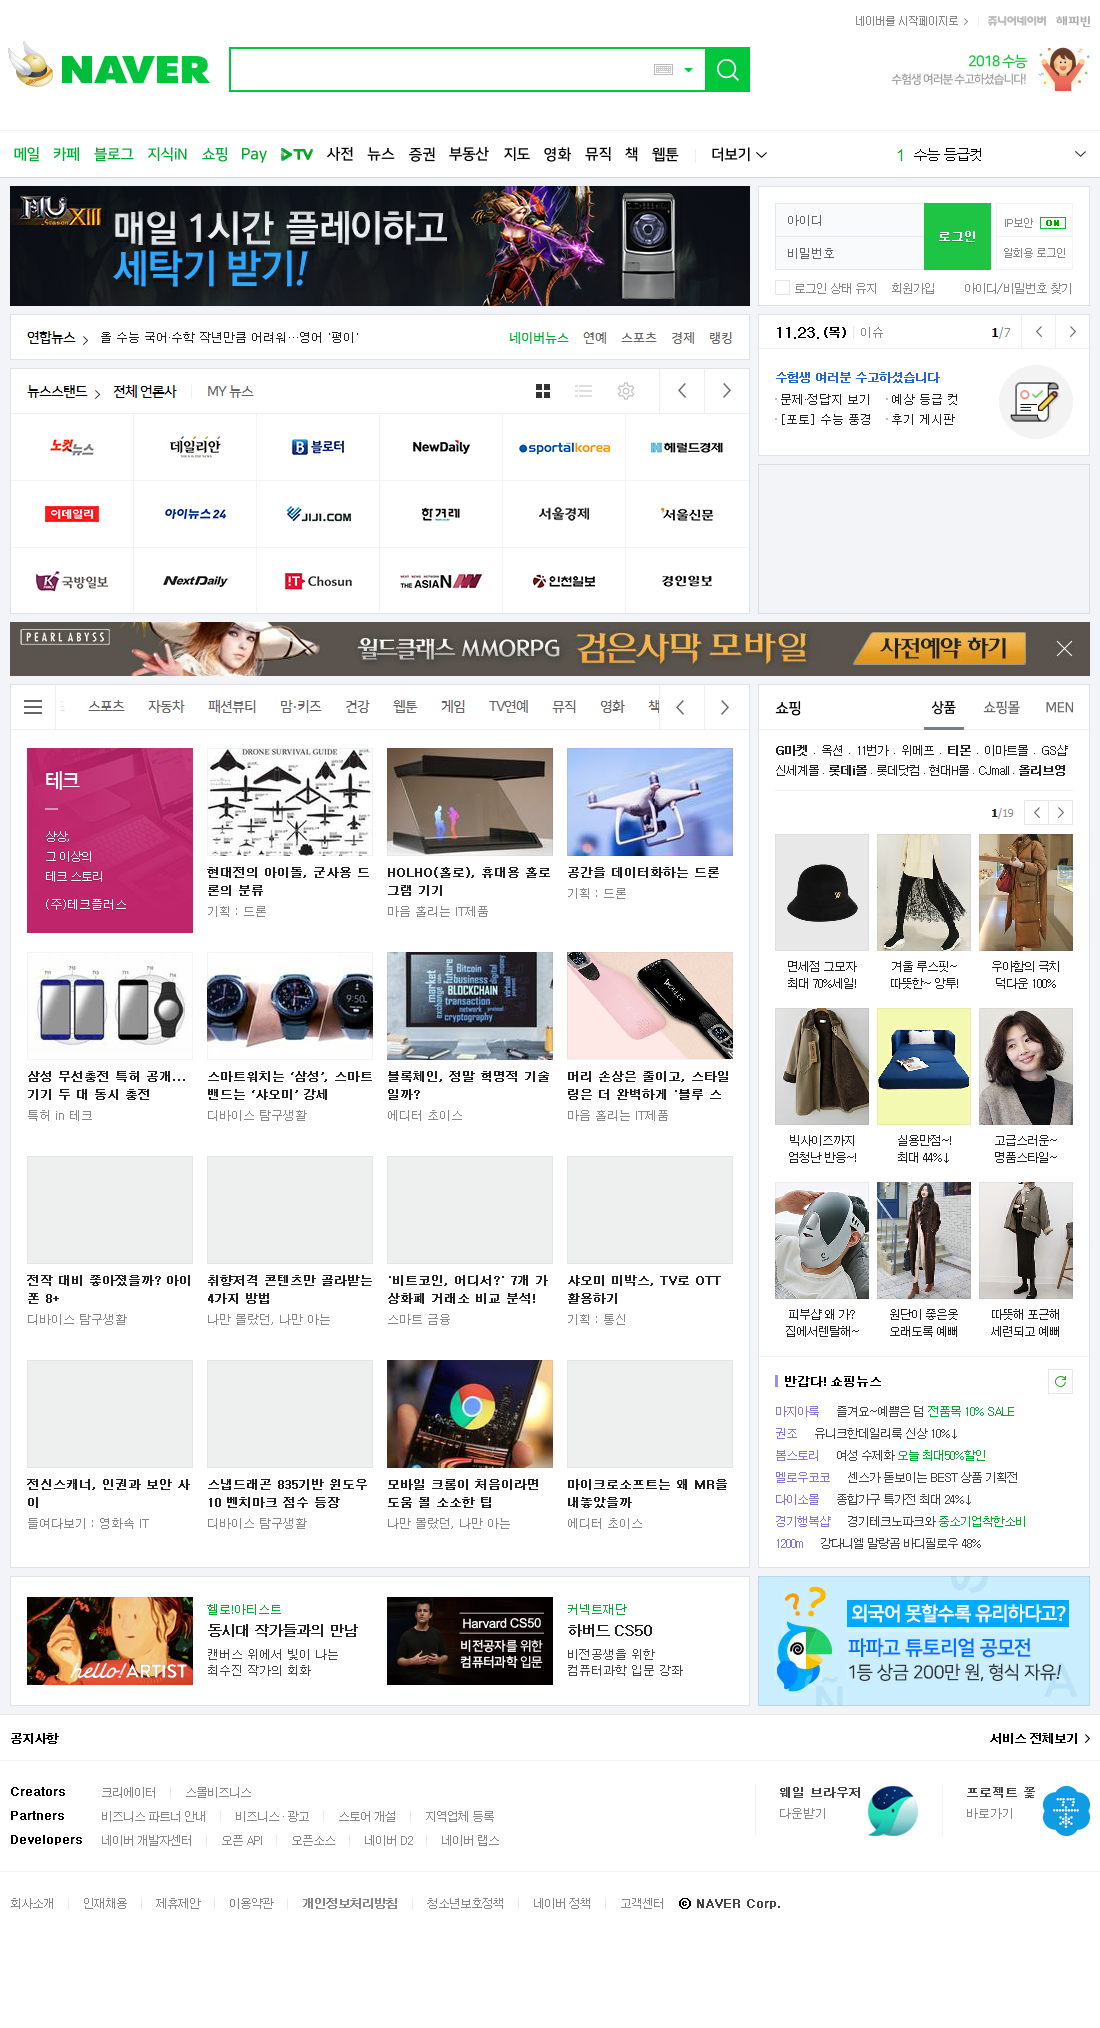 네이버를 시작페이지로
쥬니어네이버 해피빈
NAVER
2018 수능
수험생 여러분 수고하셨습니다!
메일 카페 블로그 지식iN 쇼핑 Pay TV 사전 뉴스 증권 부동산 지도 영화 뮤직 책 웹툰 더보기
1 수능 등급컷
MU XIII
매일 1시간 플레이하고
세탁기 받기!
아이디
비밀번호
로그인
IP보안 ON
일회용 로그인
로그인 상태 유지 회원가입 아이디/비밀번호 찾기
연합뉴스 올 수능 국어·수학 작년만큼 어려워…영어 '평이'
네이버뉴스 연예 스포츠 경제 랭킹
11.23.(목) 이슈 1/7
수험생 여러분 수고하셨습니다
·문제·정답지 보기 ·예상 등급 컷
·[포토] 수능 풍경 ·후기 게시판
뉴스스탠드 전체 언론사 MY 뉴스
노컷뉴스 데일리안 블로터 NewDaily sportalkorea 헤럴드경제
이데일리 아이뉴스24 JIJI.COM 한겨레 서울경제 서울신문
국방일보 NextDaily IT Chosun THE ASIAN 인천일보 경인일보
PEARL ABYSS
월드클래스 MMORPG 검은사막 모바일 사전예약 하기
스포츠 자동차 패션뷰티 맘·키즈 건강 웹툰 게임 TV연예 뮤직 영화 책
테크
상상,
그 이상의
테크 스토리
(주)테크플러스
DRONE SURVIVAL GUIDE
현대전의 아이돌, 군사용 드
론의 분류
기획 : 드론
HOLHO(홀로), 휴대용 홀로
그램 기기
마음 홀리는 IT제품
공간을 데이터화하는 드론
기획 : 드론
삼성 무선충전 특허 공개...
기기 두 대 동시 충전
특허 in 테크
9:50
스마트워치는 '삼성', 스마트
밴드는 '샤오미' 강세
디바이스 탐구생활
Bitcoin
business
digital
market
BLOCKCHAIN
transaction
network
cryptography
블록체인, 정말 혁명적 기술
일까?
에디터 초이스
머리 손상은 줄이고, 스타일
링은 더 완벽하게 '블루 스
마음 홀리는 IT제품
전작 대비 좋아졌을까? 아이
폰 8+
디바이스 탐구생활
취향저격 콘텐츠만 골라받는
4가지 방법
나만 몰랐던, 나만 아는
'비트코인, 어디서?' 7개 가
상화폐 거래소 비교 분석!
스마트 금융
샤오미 미박스, TV로 OTT
활용하기
기획 : 통신
전신스캐너, 인권과 보안 사
이
들여다보기 : 영화속 IT
스냅드래곤 835기반 윈도우
10 벤치마크 점수 등장
디바이스 탐구생활
모바일 크롬이 처음이라면
도움 될 소소한 팁
나만 몰랐던, 나만 아는
마이크로소프트는 왜 MR을
내놓았을까
에디터 초이스
쇼핑 상품 쇼핑몰 MEN
G마켓 . 옥션 . 11번가 . 위메프 . 티몬 . 이마트몰 . GS샵
신세계몰 . 롯데i몰 . 롯데닷컴 . 현대H몰 . CJmall . 올리브영
1/19
면세점 그모자
최대 70%세일!
겨울 루스핏~
따뜻한~ 양투!
우아함의 극치
덕다운 100%
빅사이즈까지
엄청난 반응~!
실용만점~!
최대 44%↓
고급스러운~
명품스타일~
피부샵 왜 가?
집에서렌탈해~
원단이 좋은옷
오래도록 예뻐
따뜻해 포근해
세련되고 예뻐
반갑다! 쇼핑뉴스
마지아룩 즐겨요~예쁨은 덤 전품목 10% SALE
권조 유니크한데일리룩 신상 10%↓
봄스토리 여성 수제화 오늘 최대50%할인
멜로우코코 센스가 돋보이는 BEST 상품 기획전
다이소몰 종합가구 특가전 최대 24%↓
경기행복샵 경기테크노파크와 중소기업착한소비
1200m 강다니엘 말랑곰 바디필로우 48%
hello! ARTIST
헬로!아티스트
동시대 작가들과의 만남
캔버스 위에서 빛이 나는
최수진 작가의 회화
Harvard CS50
비전공자를 위한
컴퓨터과학 입문
커넥트재단
하버드 CS50
비전공생을 위한
컴퓨터과학 입문 강좌
외국어 못할수록 유리하다고?
파파고 튜토리얼 공모전
1등 상금 200만 원, 형식 자유!
공지사항 서비스 전체보기
Creators 크리에이터 스몰비즈니스
Partners 비즈니스 파트너 안내 비즈니스 · 광고 스토어 개설 지역업체 등록
Developers 네이버 개발자센터 오픈 API 오픈소스 네이버 D2 네이버 랩스
웨일 브라우저
다운받기
프로젝트 꽃
바로가기
회사소개 인재채용 제휴제안 이용약관 개인정보처리방침 청소년보호정책 네이버 정책 고객센터 ⓒ NAVER Corp.